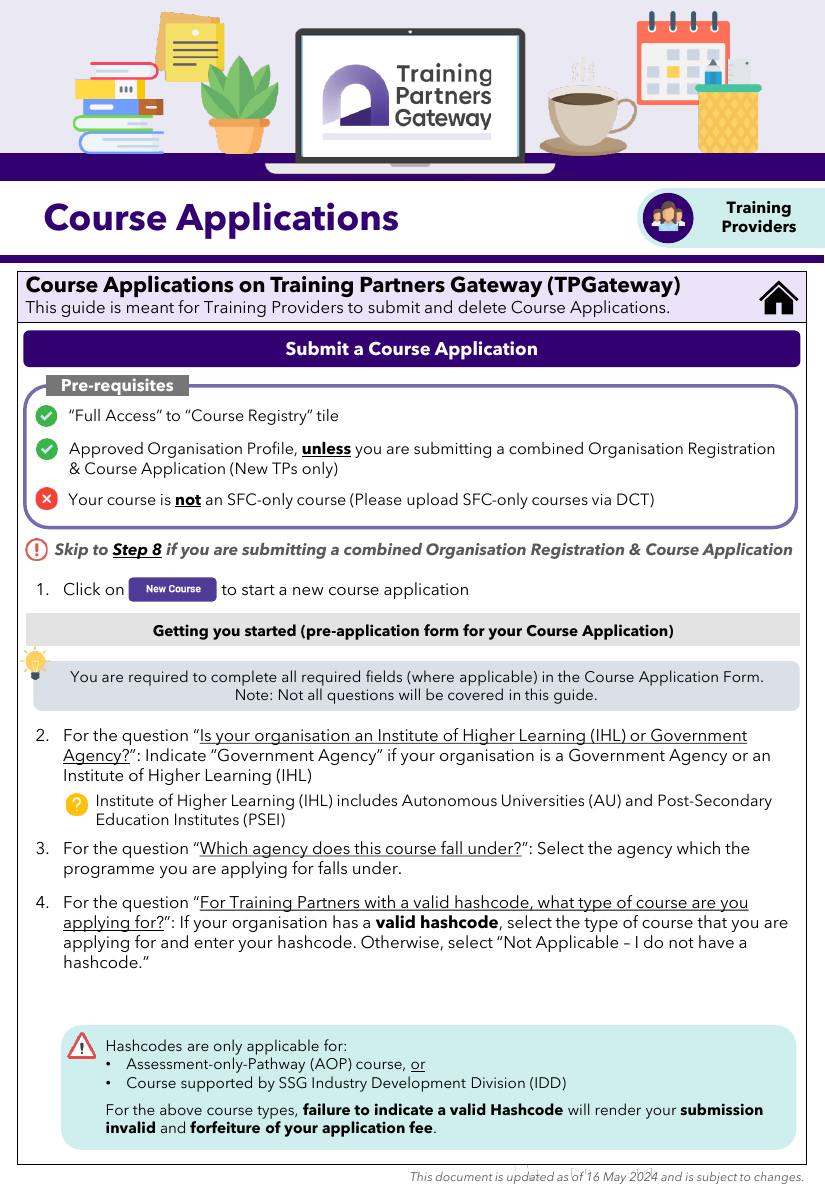 Training
Partners
Gateway
Course Applications
Training
Providers
Course Applications on Training Partners Gateway (TPGateway)
This guide is meant for Training Providers to submit and delete Course Applications.
Submit a Course Application
Pre-requisites
“Full Access” to “Course Registry” tile
Approved Organisation Profile, unless you are submitting a combined Organisation Registration
& Course Application (New TPs only)
Your course is not an SFC-only course (Please upload SFC-only courses via DCT)
Skip to Step 8 if you are submitting a combined Organisation Registration & Course Application
1. Click on New Course to start a new course application
Getting you started (pre-application form for your Course Application)
You are required to complete all required fields (where applicable) in the Course Application Form.
Note: Not all questions will be covered in this guide.
2. For the question “Is your organisation an Institute of Higher Learning (IHL) or Government
Agency?”: Indicate “Government Agency” if your organisation is a Government Agency or an
Institute of Higher Learning (IHL)
? Institute of Higher Learning (IHL) includes Autonomous Universities (AU) and Post-Secondary
Education Institutes (PSEI)
3. For the question “Which agency does this course fall under?”: Select the agency which the
programme you are applying for falls under.
4. For the question “For Training Partners with a valid hashcode, what type of course are you
applying for?”: If your organisation has a valid hashcode, select the type of course that you are
applying for and enter your hashcode. Otherwise, select “Not Applicable – I do not have a
hashcode.”
Hashcodes are only applicable for:
• Assessment-only-Pathway (AOP) course, or
• Course supported by SSG Industry Development Division (IDD)
For the above course types, failure to indicate a valid Hashcode will render your submission
invalid and forfeiture of your application fee.
This document is updated as of 16 May 2024 and is subject to changes.